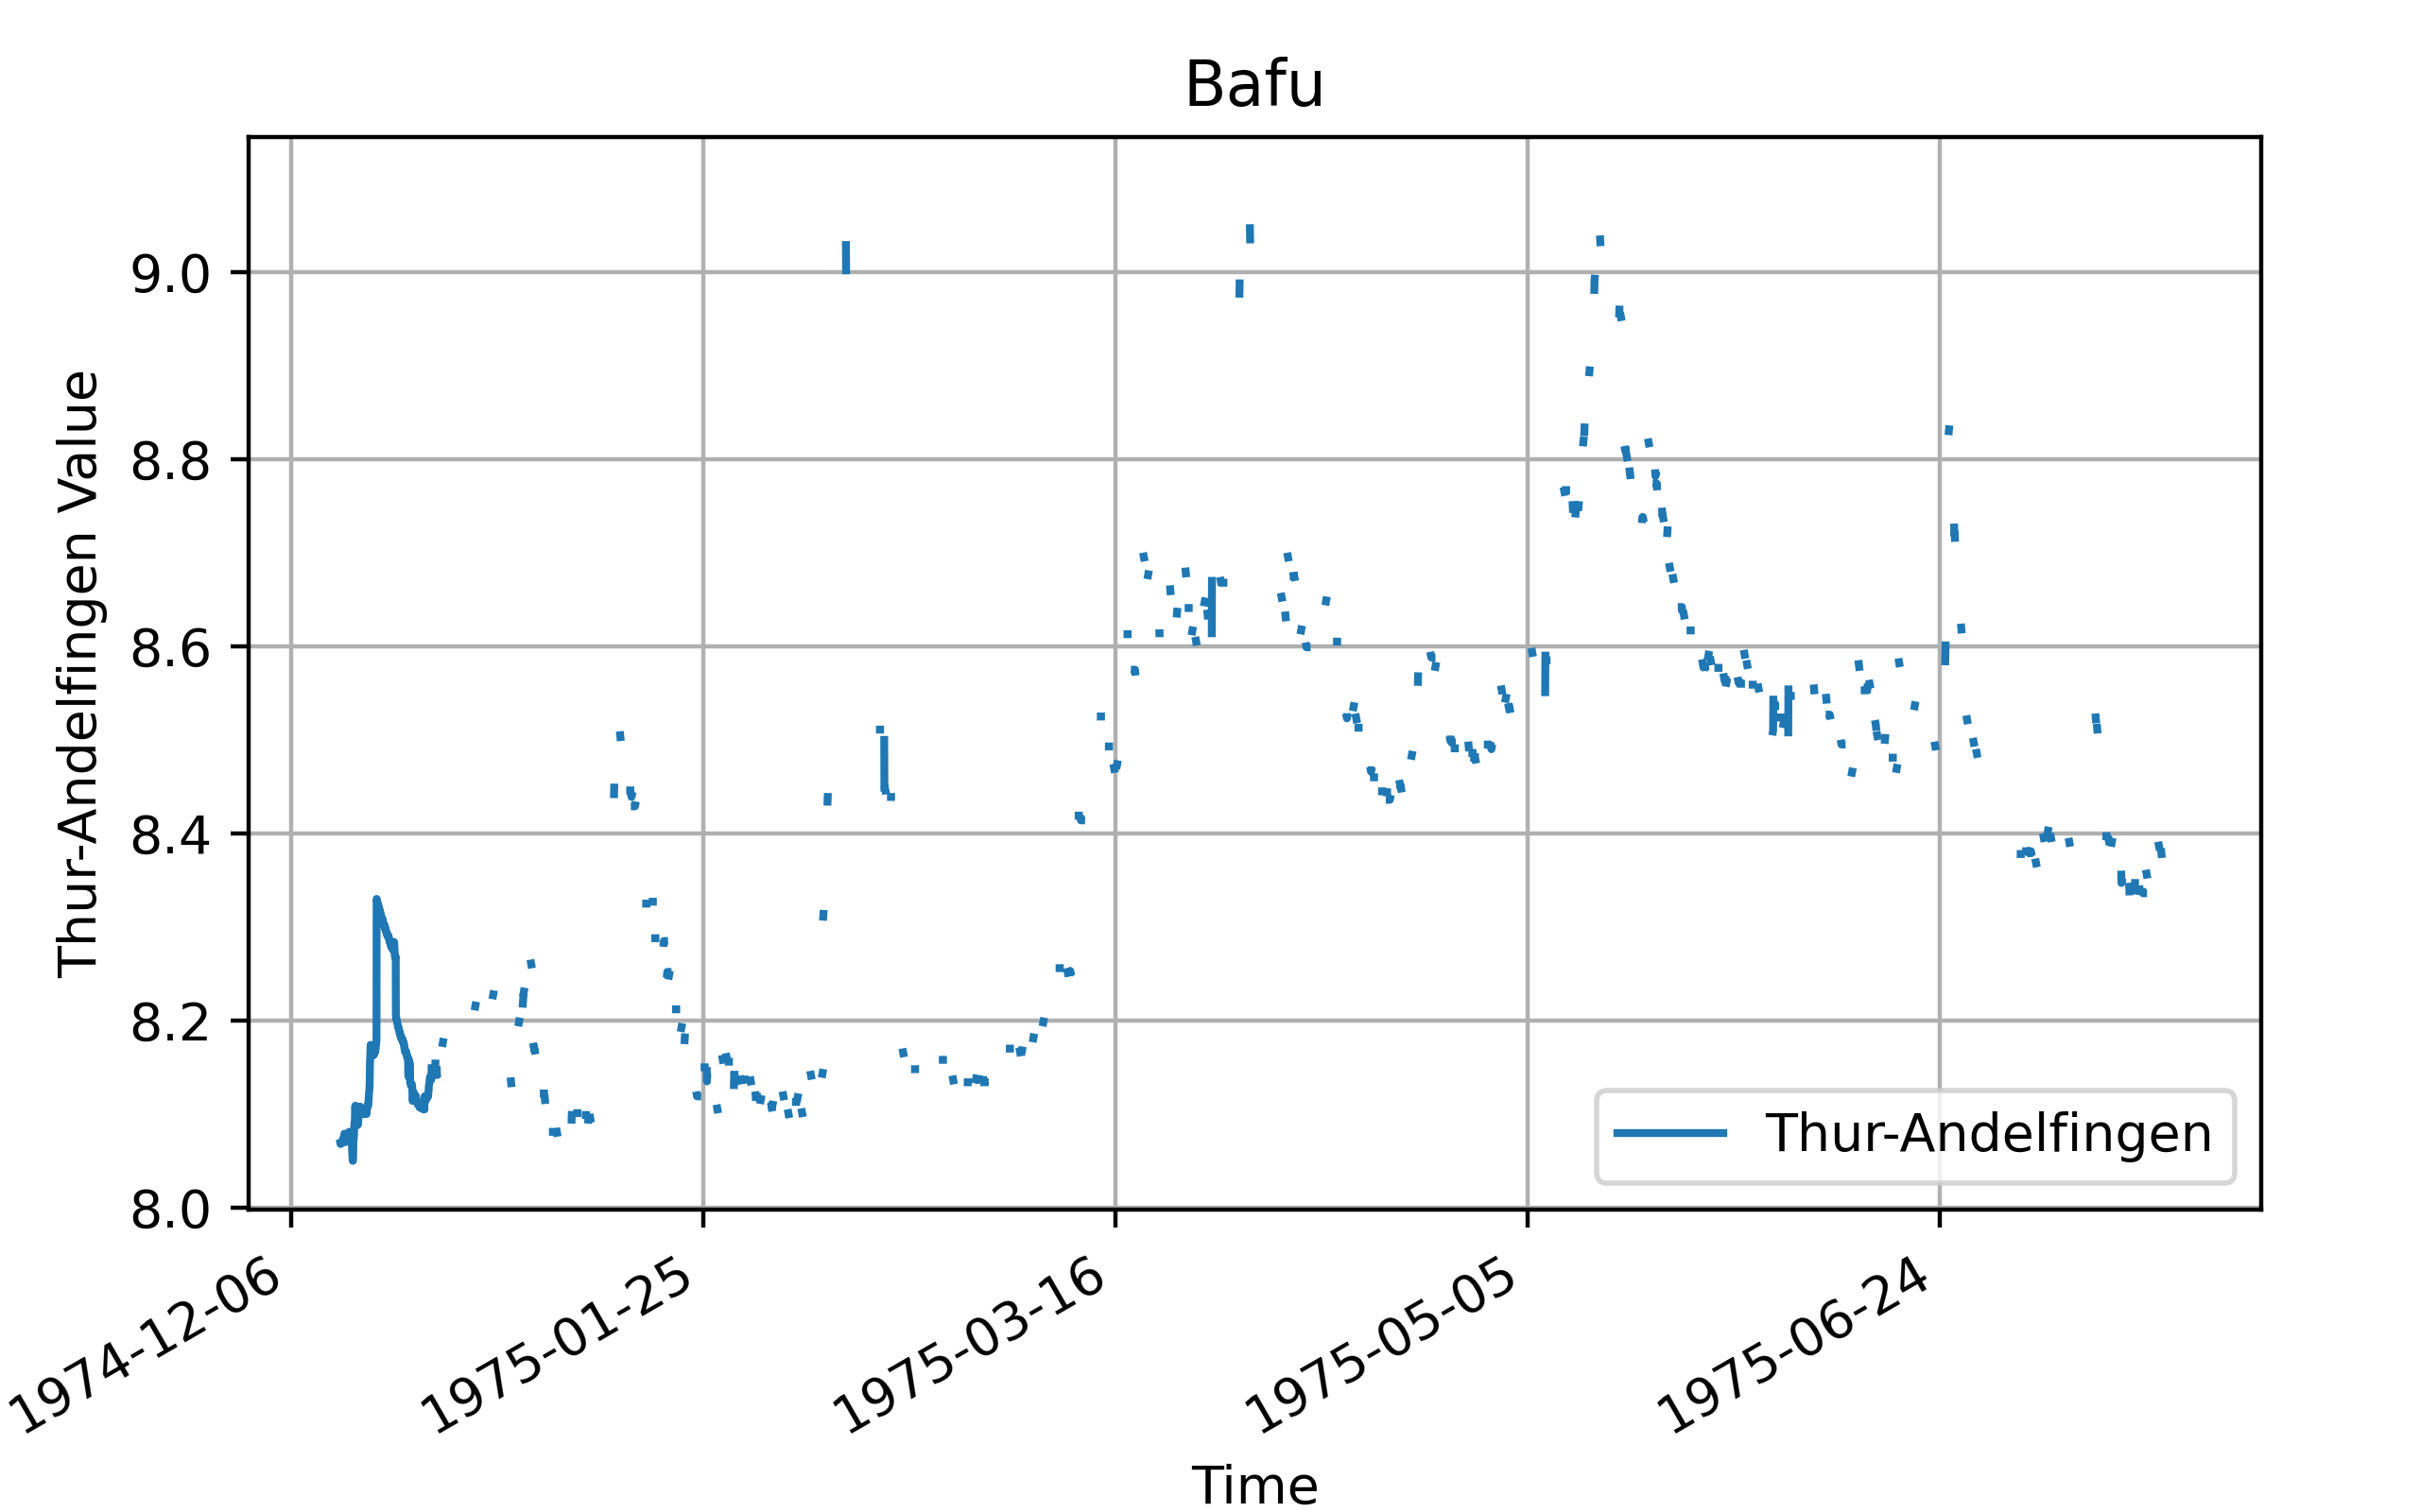 Bafu
Thur-Andelfingen Value
9.0
8.8
8.6
8.4
8.2
8.0
Thur-Andelfingen
1974-12-06
1975-01-25
1975-03-16
1975-05-05
1975-06-24
Time